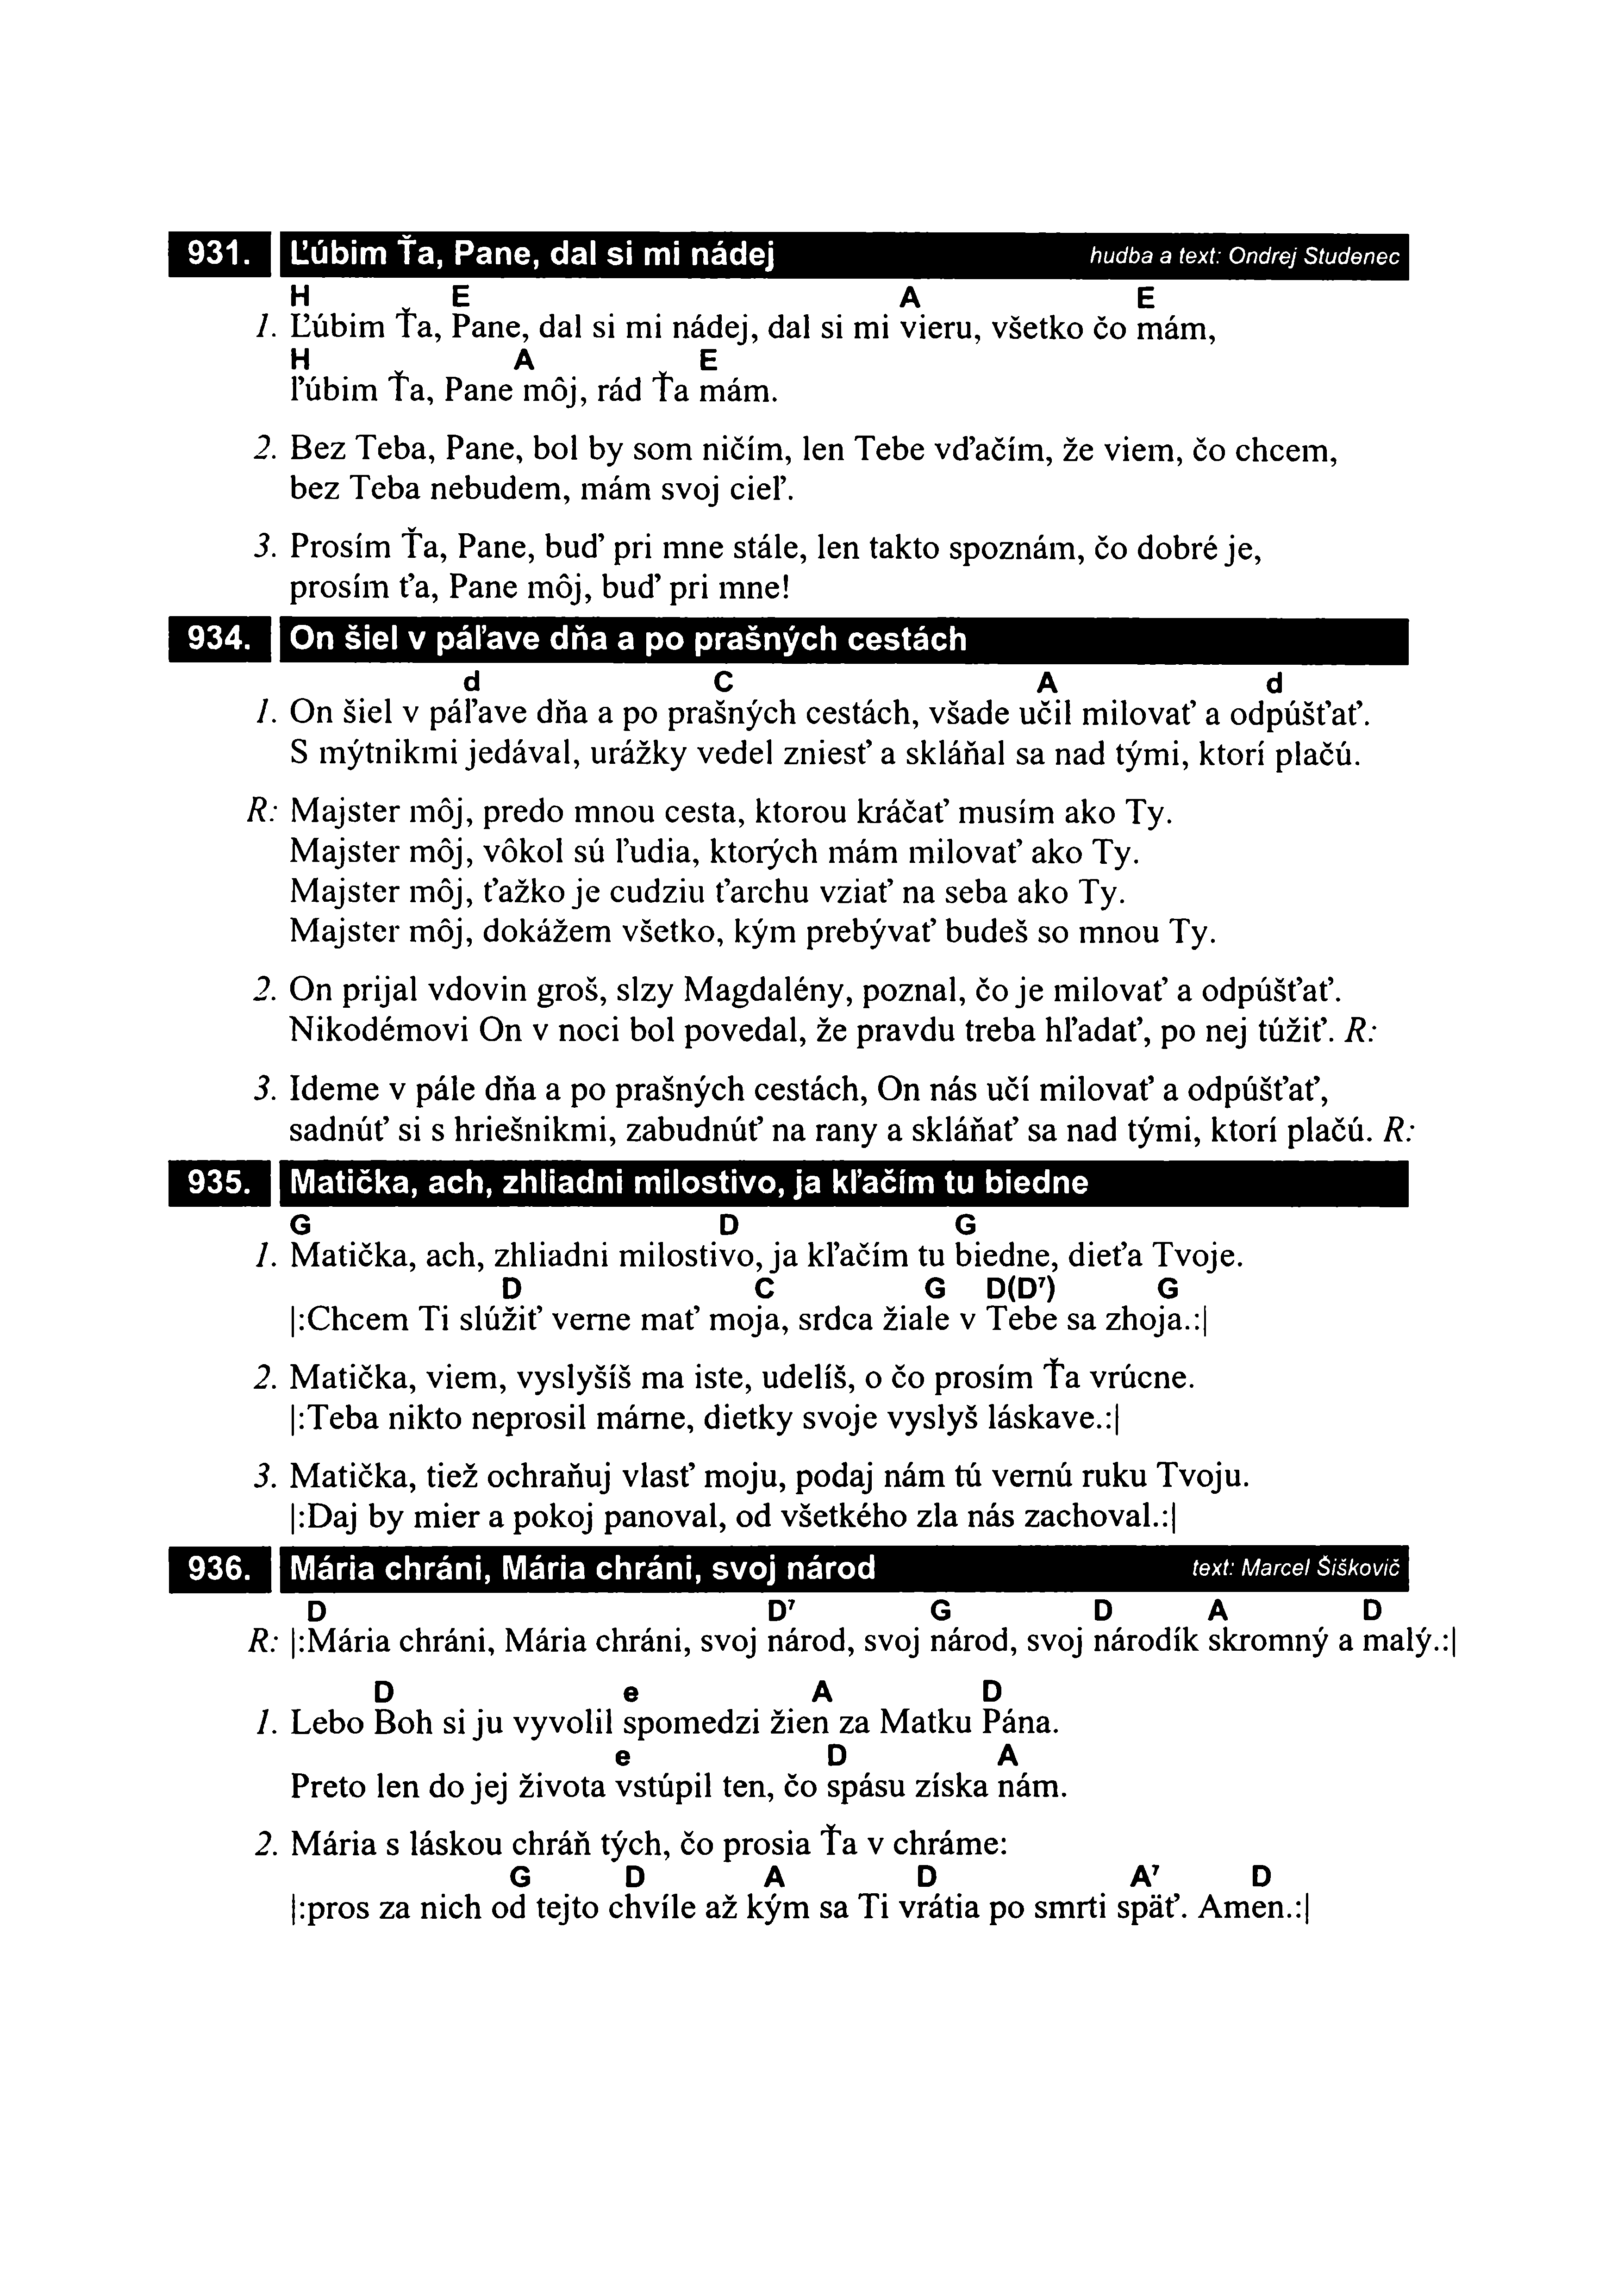 931. Ľúbim Ťa, Pane, dal si mi nádej hudba a text: Ondrej Studenec
H E A E
1. Ľúbim Ťa, Pane, dal si mi nádej, dal si mi vieru, všetko čo mám,
H A E
ľúbim Ťa, Pane môj, rád Ťa mám.
2. Bez Teba, Pane, bol by som ničím, len Tebe vďačím, že viem, čo chcem,
bez Teba nebudem, mám svoj cieľ.
3. Prosím Ťa, Pane, buď pri mne stále, len takto spoznám, čo dobré je,
prosím ťa, Pane môj, buď pri mne!
934. On šiel v páľave dňa a po prašných cestách
d C A d
1. On šiel v páľave dňa a po prašných cestách, všade učil milovať a odpúšťať.
S mýtnikmi jedával, urážky vedel zniesť a skláňal sa nad tými, ktorí plačú.
R: Majster môj, predo mnou cesta, ktorou kráčať musím ako Ty.
Majster môj, vôkol sú ľudia, ktorých mám milovať ako Ty.
Majster môj, ťažko je cudziu ťarchu vziať na seba ako Ty.
Majster môj, dokážem všetko, kým prebývať budeš so mnou Ty.
2. On prijal vdovin groš, slzy Magdalény, poznal, čo je milovať a odpúšťať.
Nikodémovi On v noci bol povedal, že pravdu treba hľadať, po nej túžiť. R:
3. Ideme v pále dňa a po prašných cestách, On nás učí milovať a odpúšťať,
sadnúť si s hriešnikmi, zabudnúť na rany a skláňať sa nad tými, ktorí plačú. R:
935. Matička, ach, zhliadni milostivo, ja kľačím tu biedne
G D G
1. Matička, ach, zhliadni milostivo, ja kľačím tu biedne, dieťa Tvoje.
D C G D(D⁷) G
|:Chcem Ti slúžiť verne mať moja, srdca žiale v Tebe sa zhoja.:|
2. Matička, viem, vyslyšíš ma iste, udelíš, o čo prosím Ťa vrúcne.
|:Teba nikto neprosil márne, dietky svoje vyslyš láskave.:|
3. Matička, tiež ochraňuj vlasť moju, podaj nám tú vernú ruku Tvoju.
|:Daj by mier a pokoj panoval, od všetkého zla nás zachoval.:|
936. Mária chráni, Mária chráni, svoj národ text: Marcel Šiškovič
D D⁷ G D A D
R: |:Mária chráni, Mária chráni, svoj národ, svoj národ, svoj národík skromný a malý.:|
D e A D
1. Lebo Boh si ju vyvolil spomedzi žien za Matku Pána.
e D A
Preto len do jej života vstúpil ten, čo spásu získa nám.
2. Mária s láskou chráň tých, čo prosia Ťa v chráme:
G D A D A⁷ D
|:pros za nich od tejto chvíle až kým sa Ti vrátia po smrti späť. Amen.:|